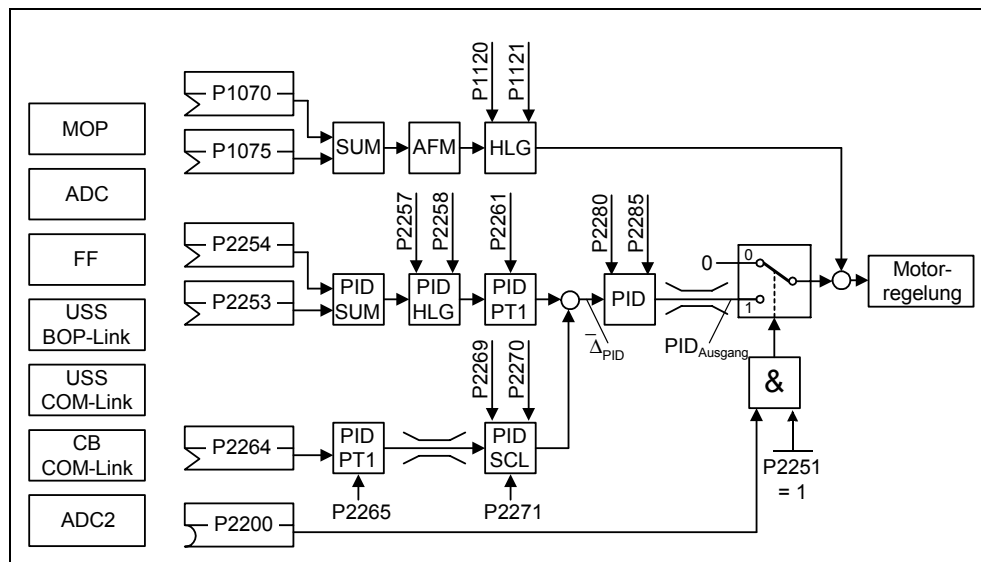 MOP
ADC
FF
USS
BOP-Link
USS
COM-Link
CB
COM-Link
ADC2
P1070
P1075
SUM
AFM
HLG
P1120
P1121
P2254
P2253
PID
SUM
P2257
P2258
PID
HLG
P2261
PID
PT1
P2280
P2285
PID
Δ̅PID
PIDAusgang
0
0
1
Motor-
regelung
&
P2251
= 1
P2264
PID
PT1
P2265
P2269
P2270
PID
SCL
P2271
P2200